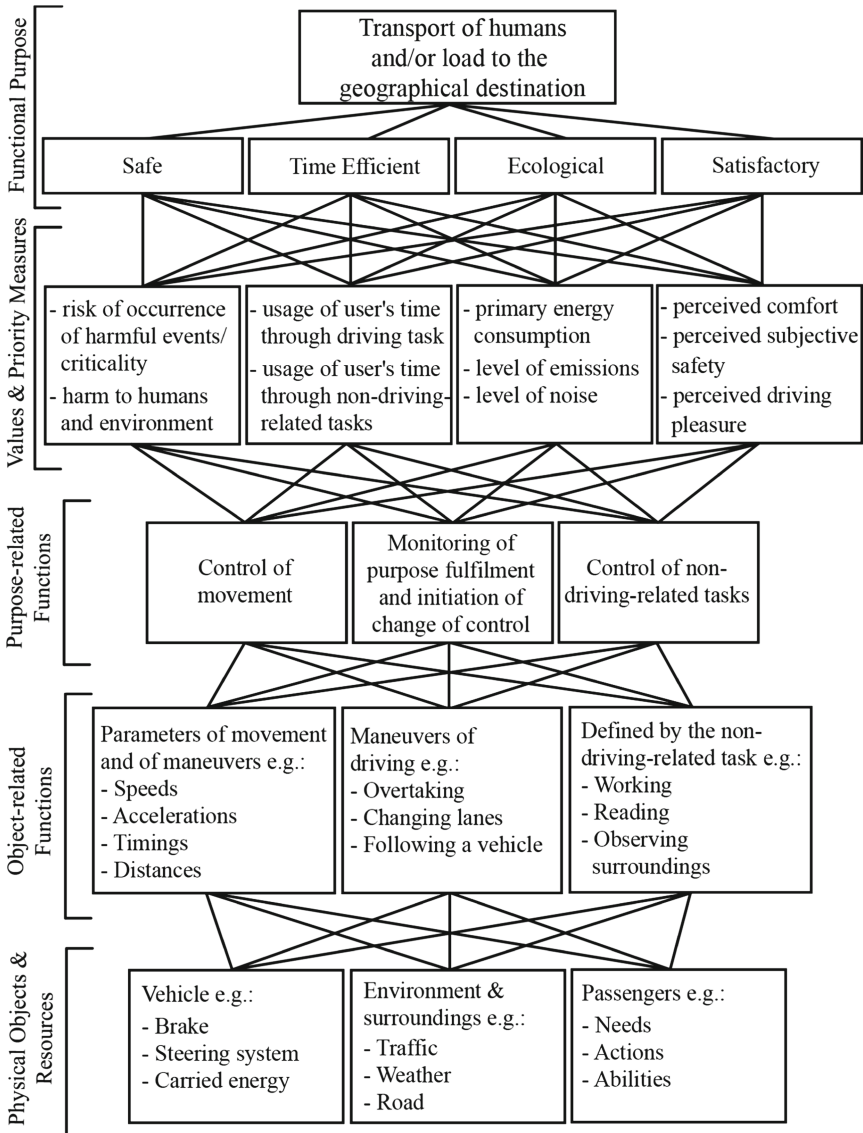 Functional Purpose
Transport of humans
and/or load to the
geographical destination
Safe
Time Efficient
Ecological
Satisfactory
Values & Priority Measures
- risk of occurrence
of harmful events/
criticality
- harm to humans
and environment
- usage of user's time
through driving task
- usage of user's time
through non-driving-
related tasks
- primary energy
consumption
- level of emissions
- level of noise
- perceived comfort
- perceived subjective
safety
- perceived driving
pleasure
Purpose-related
Functions
Control of
movement
Monitoring of
purpose fulfilment
and initiation of
change of control
Control of non-
driving-related tasks
Object-related
Functions
Parameters of movement
and of maneuvers e.g.:
- Speeds
- Accelerations
- Timings
- Distances
Maneuvers of
driving e.g.:
- Overtaking
- Changing lanes
- Following a vehicle
Defined by the non-
driving-related task e.g.:
- Working
- Reading
- Observing
surroundings
Physical Objects &
Resources
Vehicle e.g.:
- Brake
- Steering system
- Carried energy
Environment &
surroundings e.g.:
- Traffic
- Weather
- Road
Passengers e.g.:
- Needs
- Actions
- Abilities